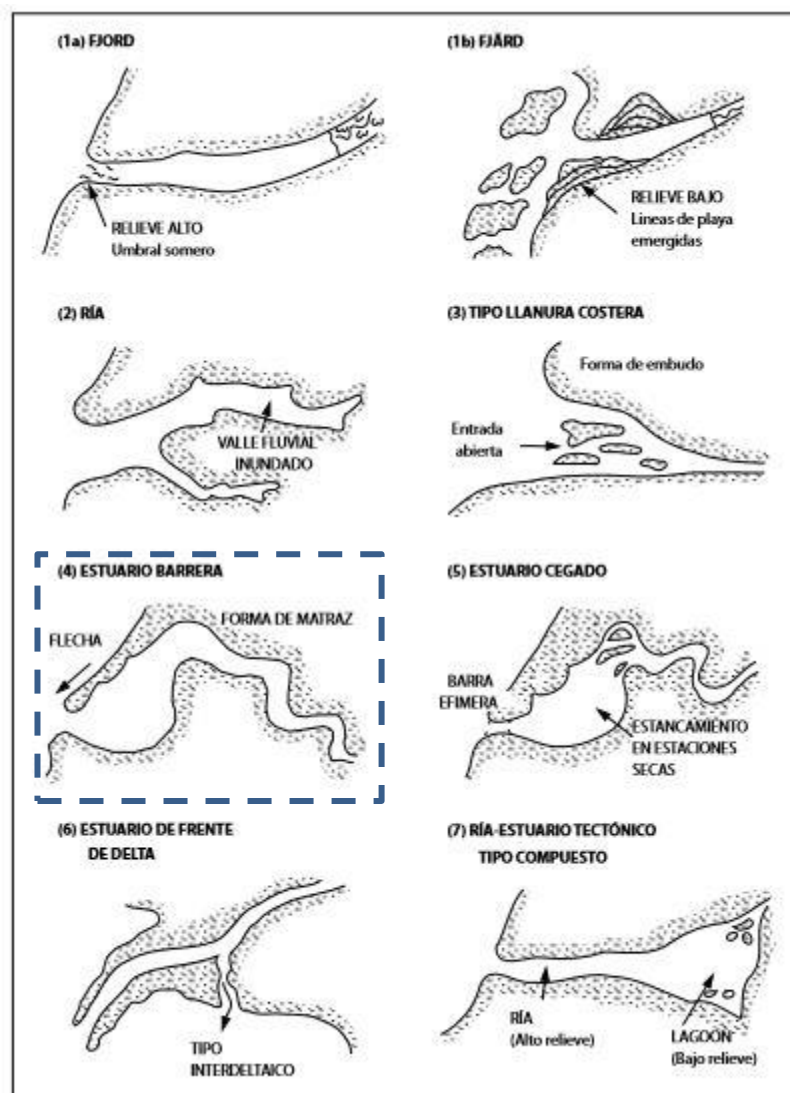 (1a) FJORD
RELIEVE ALTO
Umbral somero
(1b) FJÄRD
RELIEVE BAJO
Lineas de playa
emergidas
(2) RÍA
VALLE FLUVIAL
INUNDADO
(3) TIPO LLANURA COSTERA
Forma de embudo
Entrada
abierta
(4) ESTUARIO BARRERA
FORMA DE MATRAZ
FLECHA
(5) ESTUARIO CEGADO
BARRA
EFIMERA
ESTANCAMIENTO
EN ESTACIONES
SECAS
(6) ESTUARIO DE FRENTE
DE DELTA
TIPO
INTERDELTAICO
(7) RÍA-ESTUARIO TECTÓNICO
TIPO COMPUESTO
RÍA
(Alto relieve)
LAGOON
(Bajo relieve)